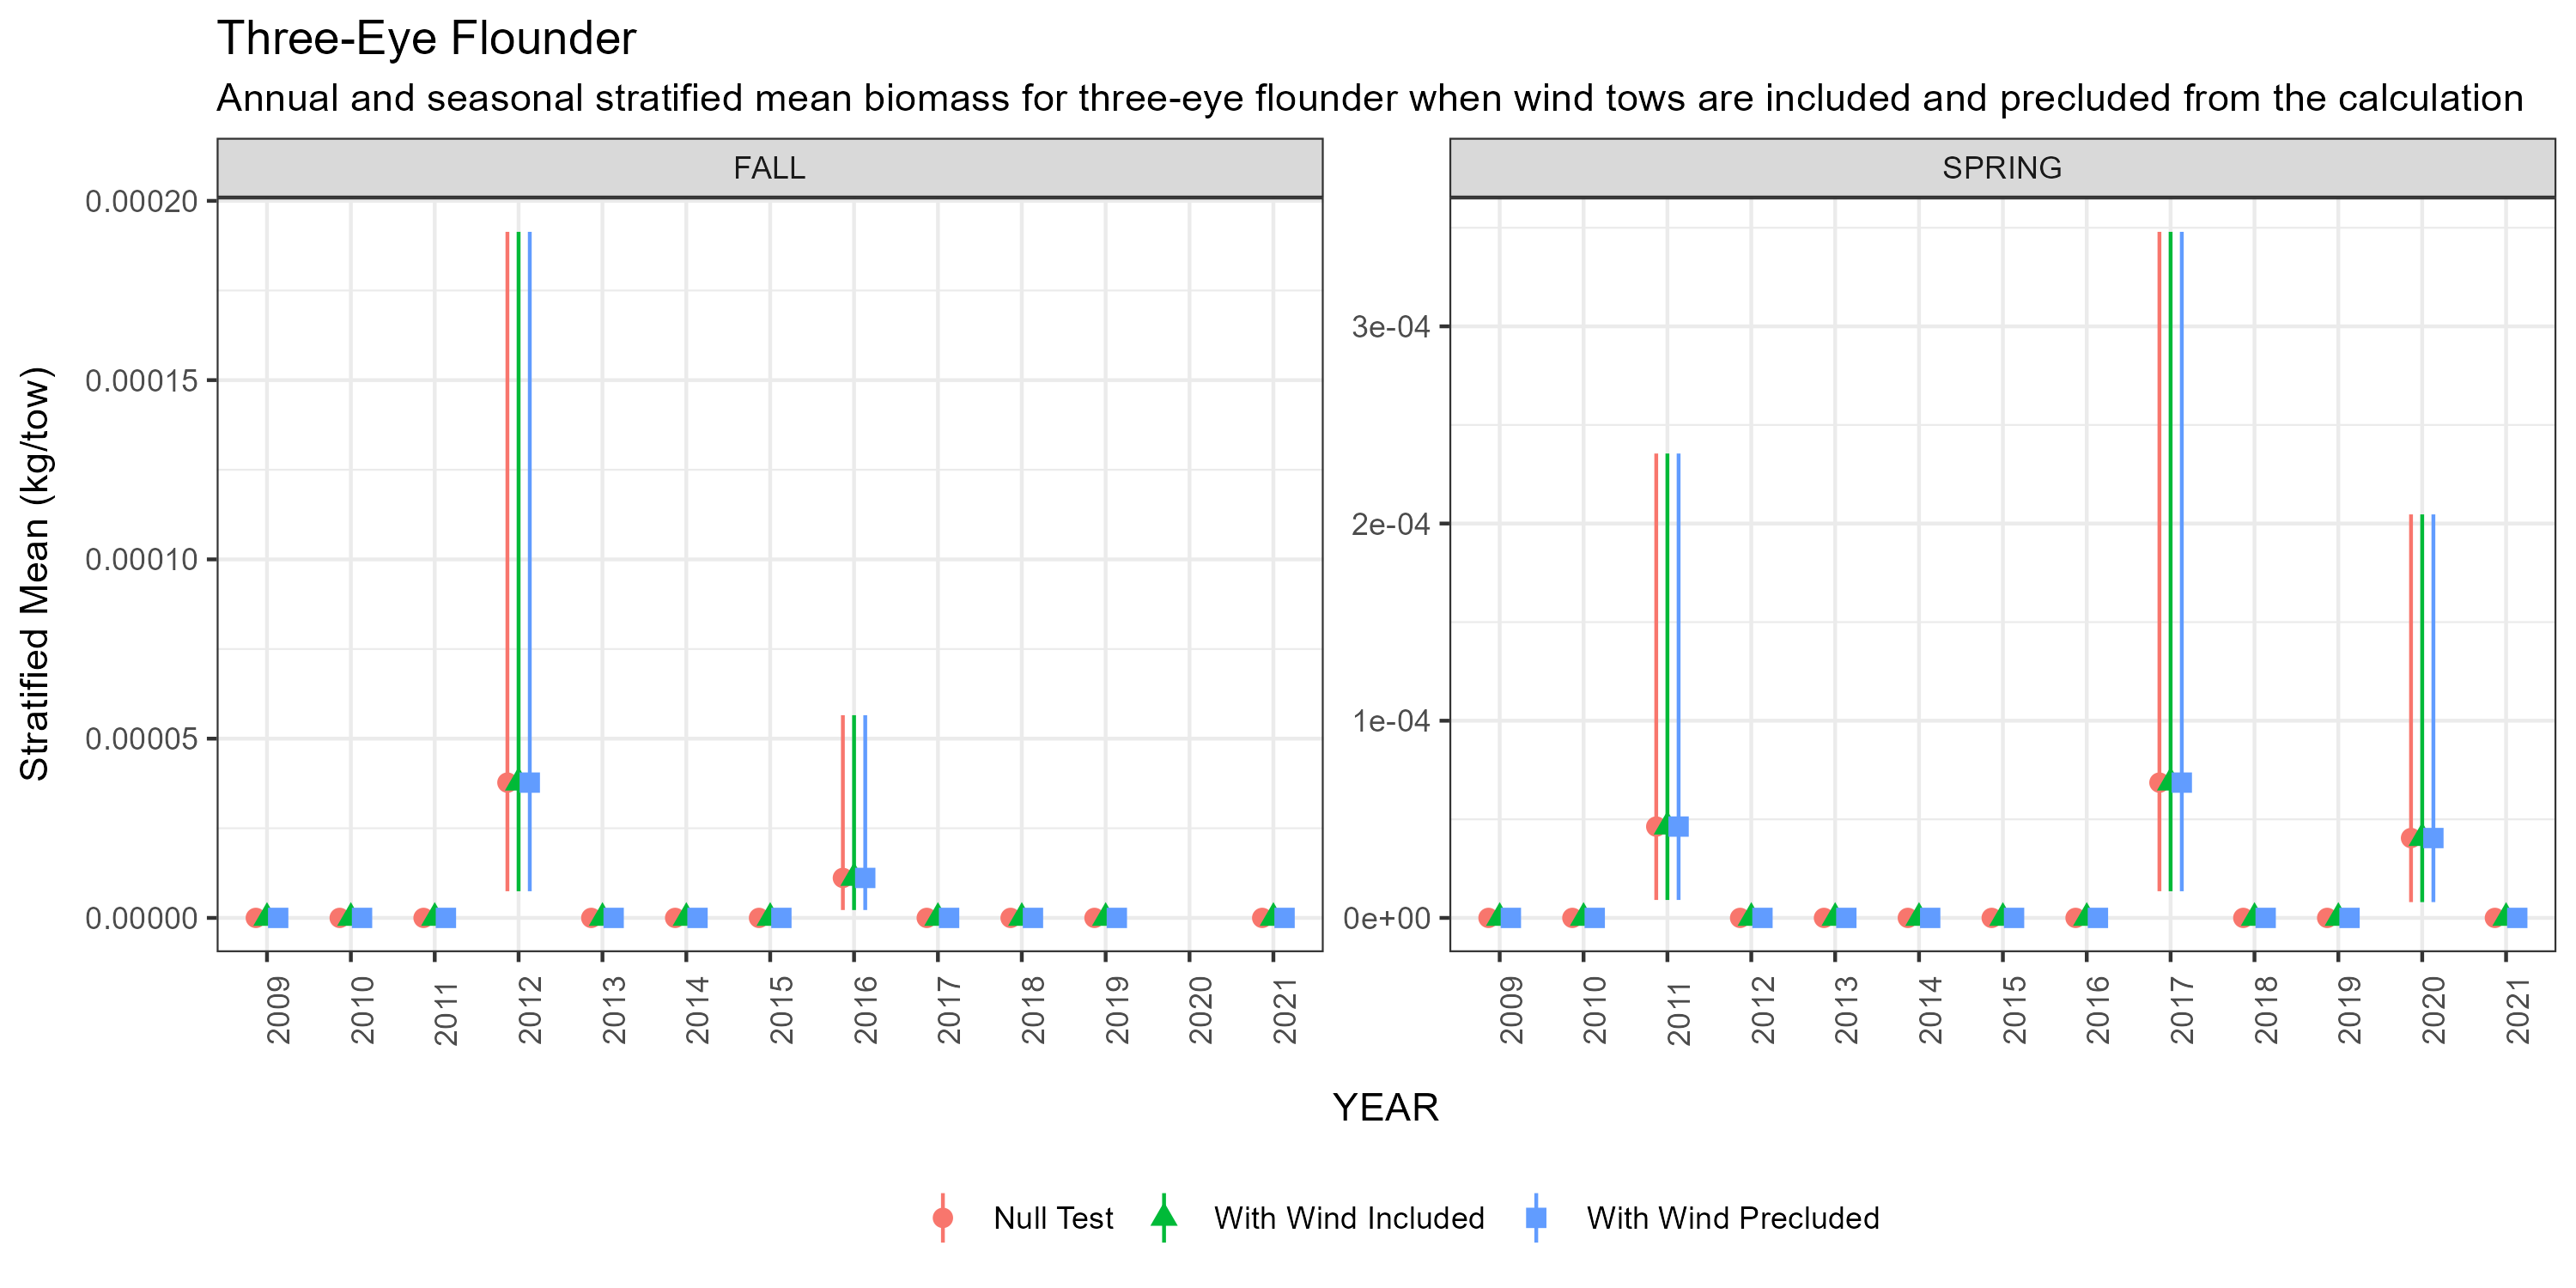 Three-Eye Flounder
Annual and seasonal stratified mean biomass for three-eye flounder when wind tows are included and precluded from the calculation
FALL
SPRING
Stratified Mean (kg/tow)
0.00020
0.00015
0.00010
0.00005
0.00000
3e-04
2e-04
1e-04
0e+00
2009 2010 2011 2012 2013 2014 2015 2016 2017 2018 2019 2020 2021
2009 2010 2011 2012 2013 2014 2015 2016 2017 2018 2019 2020 2021
YEAR
Null Test With Wind Included With Wind Precluded